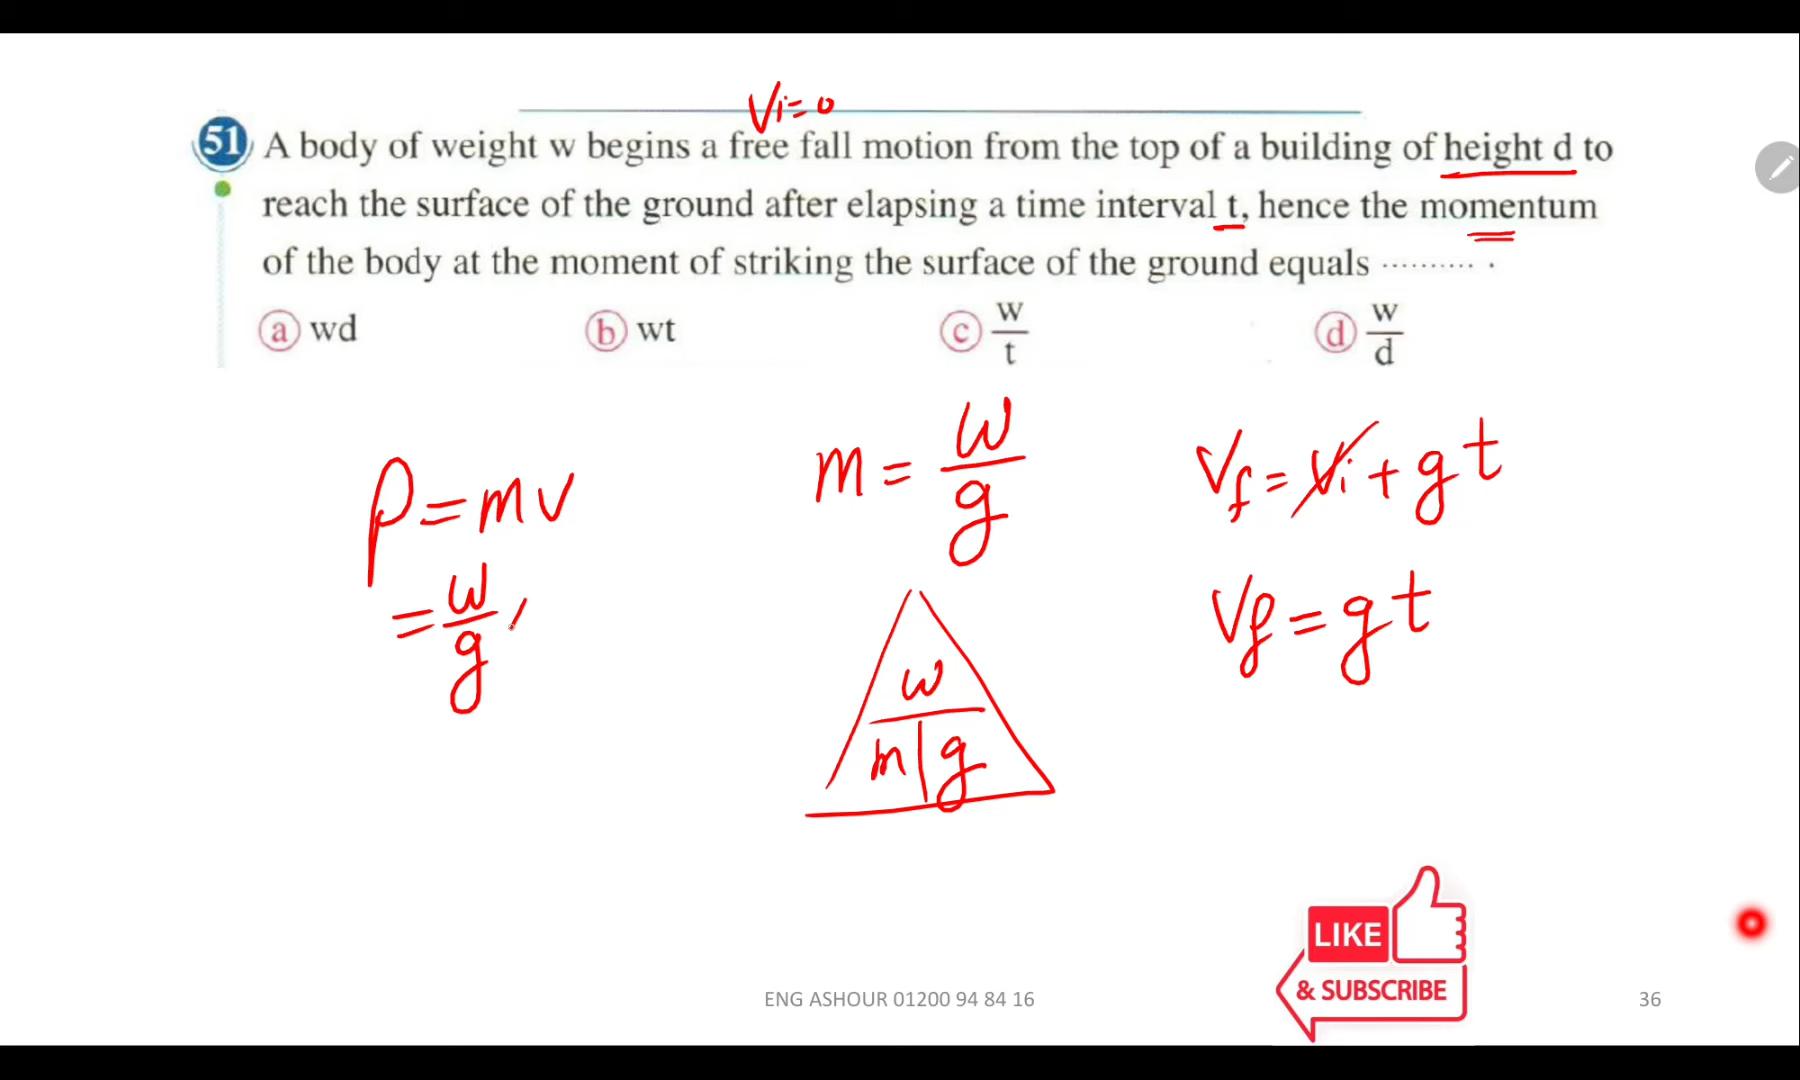 Vi=0
51 A body of weight w begins a free fall motion from the top of a building of height d to
reach the surface of the ground after elapsing a time interval t, hence the momentum
of the body at the moment of striking the surface of the ground equals .......... .
a wd b wt c w/t d w/d
P=mv
=w/g
m=w/g
w
m|g
Vf=Vi+gt
Vf=gt
LIKE
& SUBSCRIBE
ENG ASHOUR 01200 94 84 16
36